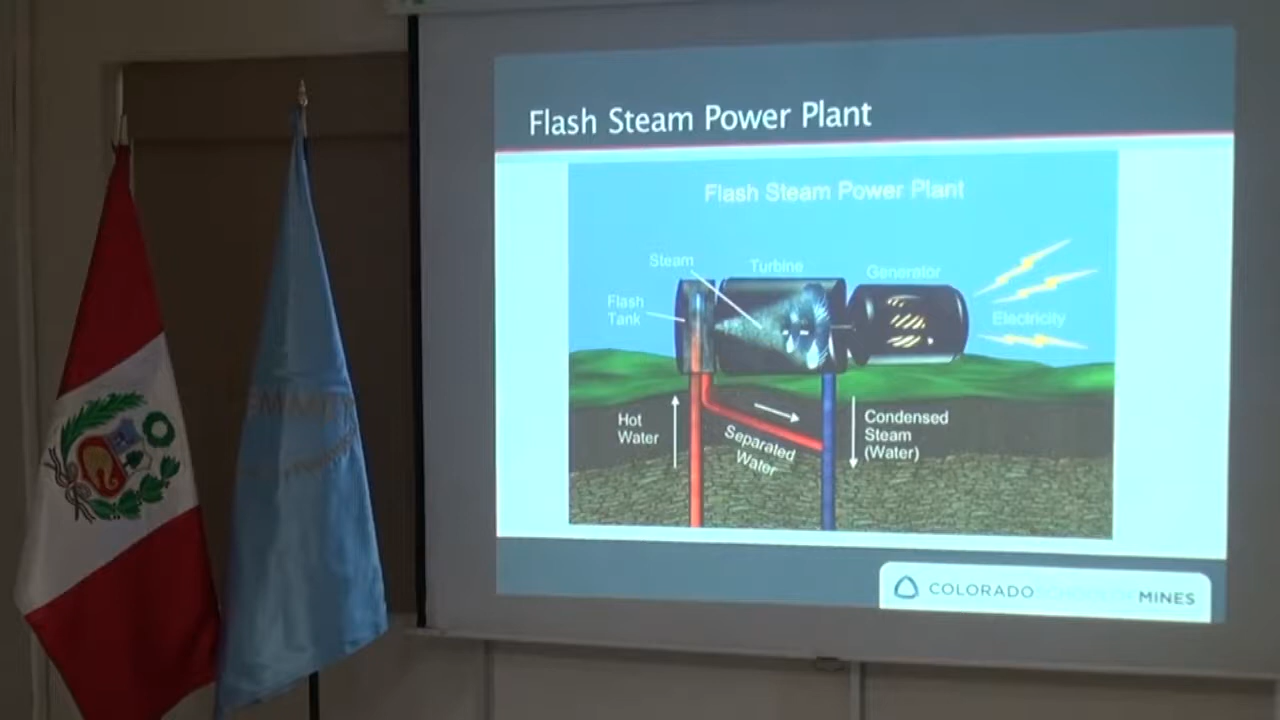 Flash Steam Power Plant
Flash Steam Power Plant
Steam
Turbine
Generator
Flash
Tank
Electricity
Hot
Water
Separated
Water
Condensed
Steam
(Water)
COLORADO MINES